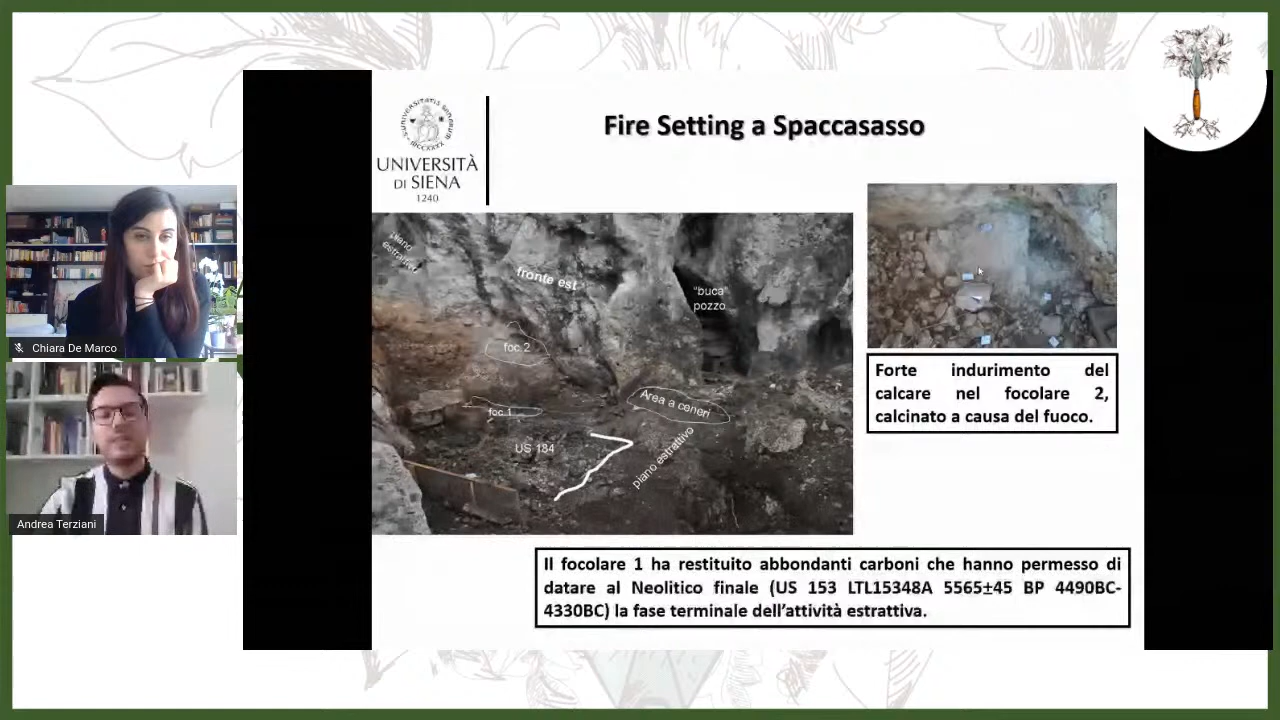 Fire Setting a Spaccasasso
UNIVERSITÀ
DI SIENA
1240
piano
estrattivo
fronte est
"buca"
pozzo
foc.2
foc.1
Area a ceneri
US 184
piano estrattivo
Forte indurimento del
calcare nel focolare 2,
calcinato a causa del fuoco.
Il focolare 1 ha restituito abbondanti carboni che hanno permesso di
datare al Neolitico finale (US 153 LTL15348A 5565±45 BP 4490BC-
4330BC) la fase terminale dell'attività estrattiva.
Chiara De Marco
Andrea Terziani